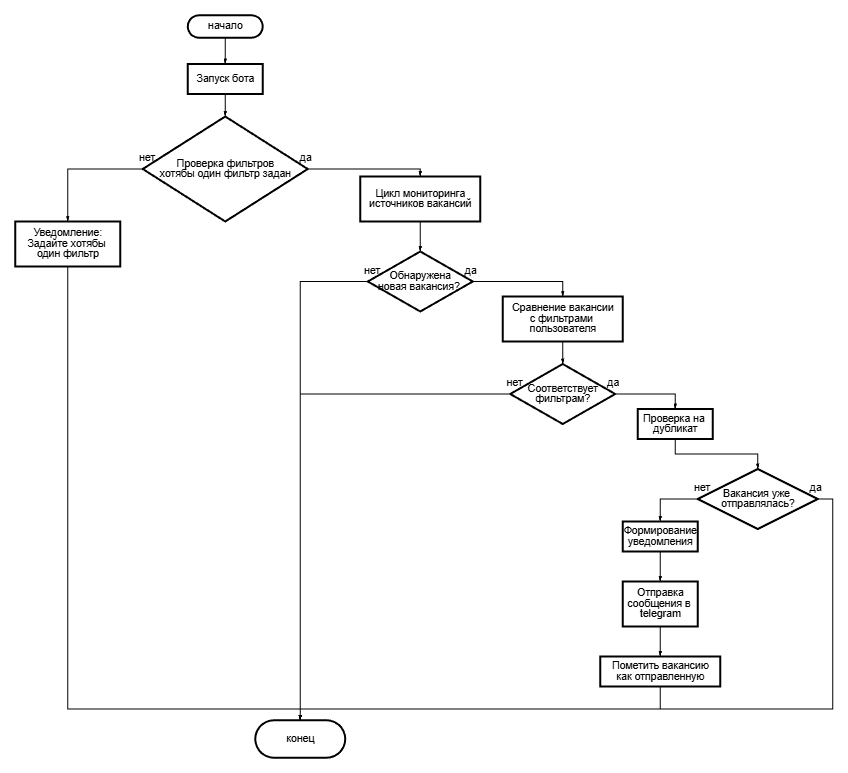 начало
Запуск бота
нет
да
Проверка фильтров
хотябы один фильтр задан
Цикл мониторинга
источников вакансий
Уведомление:
Задайте хотябы
один фильтр
нет
да
Обнаружена
новая вакансия?
Сравнение вакансии
с фильтрами
пользователя
нет
да
Соответствует
фильтрам?
Проверка на
дубликат
нет
да
Вакансия уже
отправлялась?
Формирование
уведомления
Отправка
сообщения в
telegram
Пометить вакансию
как отправленную
конец